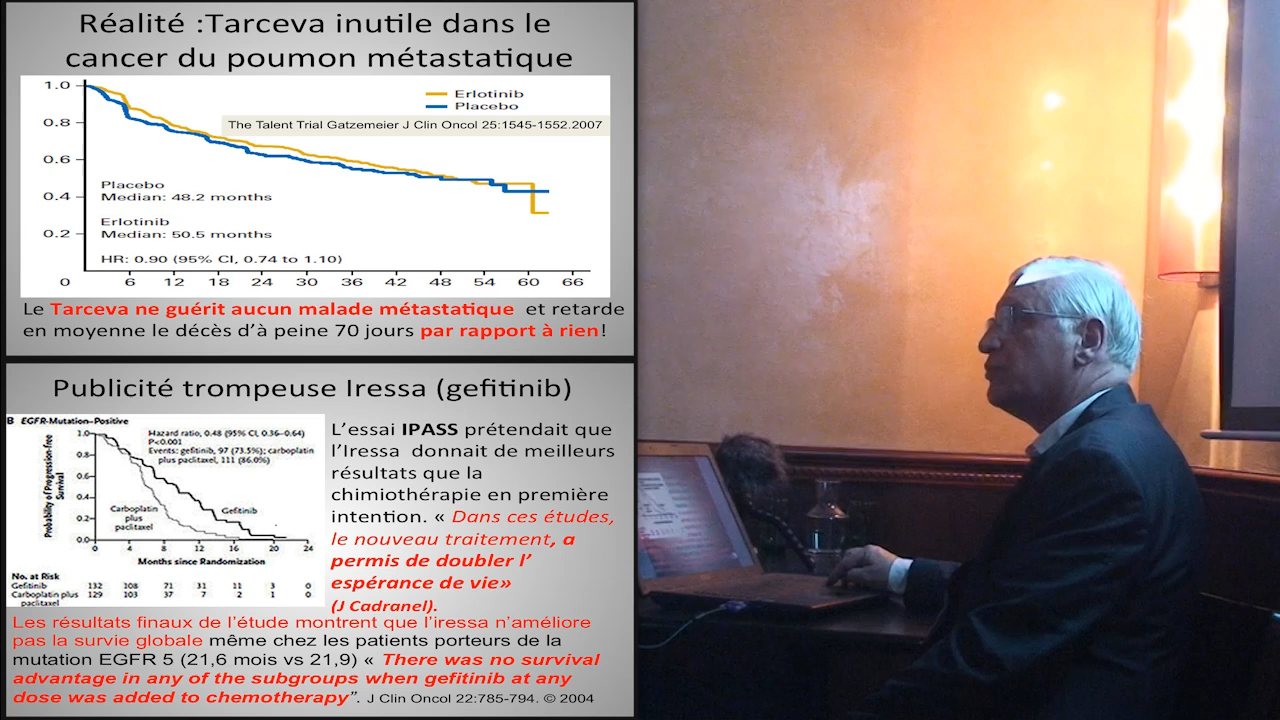 Réalité :Tarceva inutile dans le
cancer du poumon métastatique
1.0
Erlotinib
Placebo
0.8
The Talent Trial Gatzemeier J Clin Oncol 25:1545-1552.2007
0.6
Placebo
0.4
Median: 48.2 months
Erlotinib
0.2
Median: 50.5 months
HR: 0.90 (95% CI, 0.74 to 1.10)
0 6 12 18 24 30 36 42 48 54 60 66
Le Tarceva ne guérit aucun malade métastatique et retarde
en moyenne le décès d’à peine 70 jours par rapport à rien!
Publicité trompeuse Iressa (gefitinib)
B EGFR-Mutation–Positive
1.0
Hazard ratio, 0.48 (95% CI, 0.36–0.64)
P<0.001
Events: gefitinib, 97 (73.5%); carboplatin
plus paclitaxel, 111 (86.0%)
0.8
0.6
0.4
0.2
0.0
Probability of Progression-free
Survival
Carboplatin
plus
paclitaxel
Gefitinib
0 4 8 12 16 20 24
Months since Randomization
No. at Risk
Gefitinib 132 108 71 31 11 3 0
Carboplatin plus 129 103 37 7 2 1 0
paclitaxel
L’essai IPASS prétendait que
l’Iressa donnait de meilleurs
résultats que la
chimiothérapie en première
intention. « Dans ces études,
le nouveau traitement, a
permis de doubler l’
espérance de vie»
(J Cadranel).
Les résultats finaux de l’étude montrent que l’iressa n’améliore
pas la survie globale même chez les patients porteurs de la
mutation EGFR 5 (21,6 mois vs 21,9) « There was no survival
advantage in any of the subgroups when gefitinib at any
dose was added to chemotherapy”. J Clin Oncol 22:785-794. © 2004